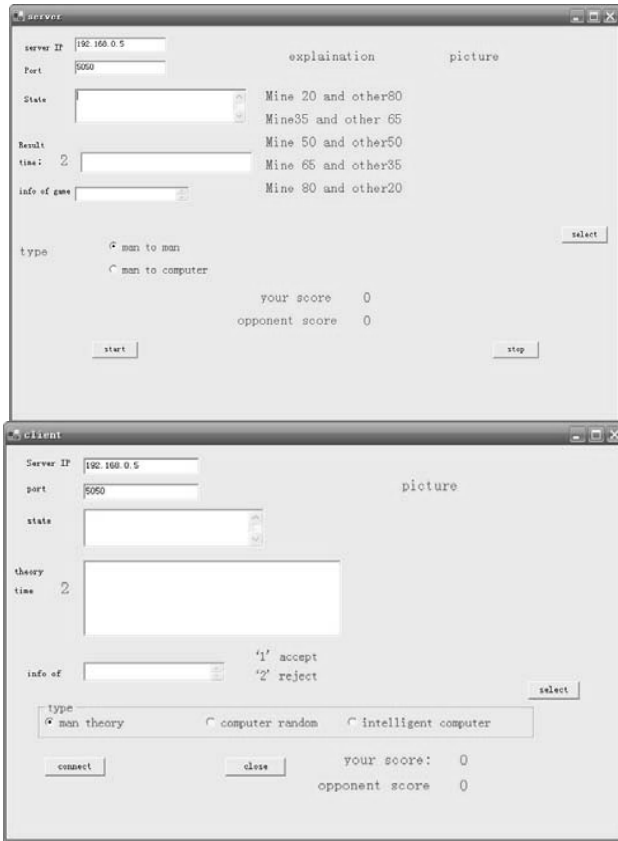 server
server IP 192.168.0.5
Port 5050
explaination picture
State
Mine 20 and other80
Mine35 and other 65
Mine 50 and other50
Mine 65 and other35
Mine 80 and other20
Result
time: 2
info of game
select
type
man to man
man to computer
your score 0
opponent score 0
start stop
client
Server IP 192.168.0.5
port 5050
picture
state
theory
time 2
'1' accept
info of '2' reject
select
type
man theory computer random intelligent computer
connect close your score: 0
opponent score 0